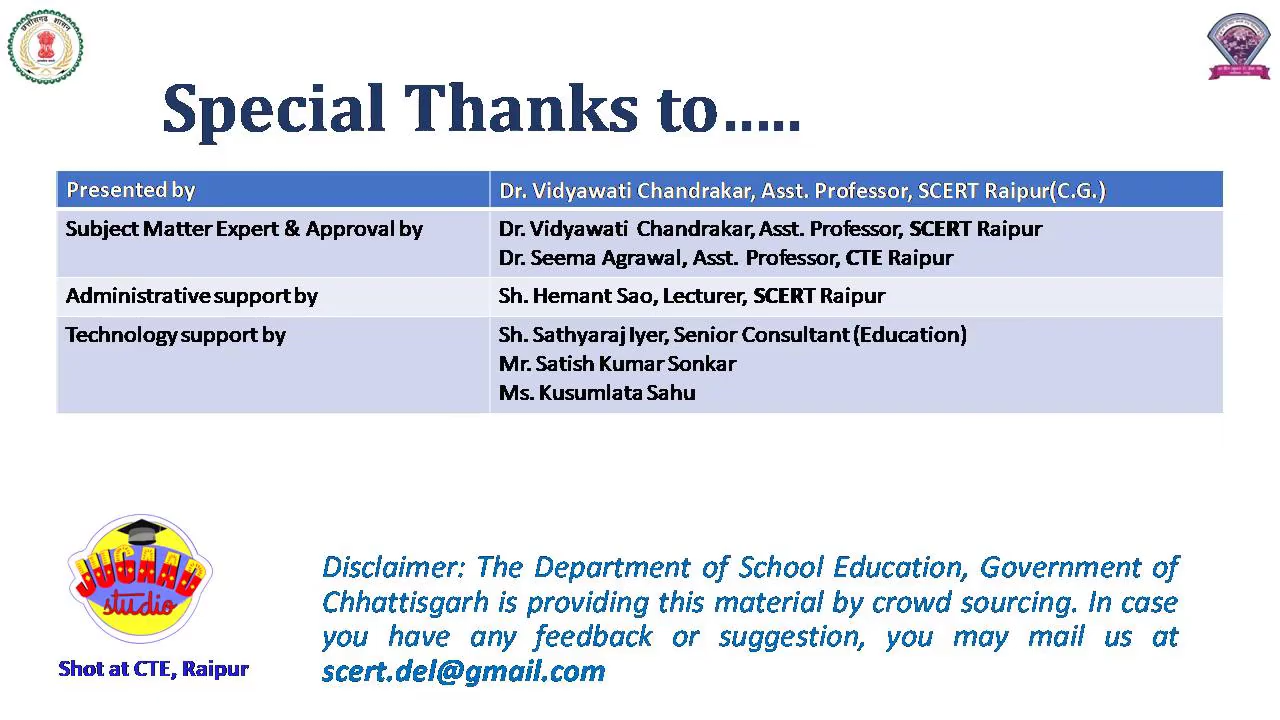 छत्तीसगढ़ शासन
Special Thanks to.....
Presented by
Dr. Vidyawati Chandrakar, Asst. Professor, SCERT Raipur(C.G.)
Subject Matter Expert & Approval by
Dr. Vidyawati Chandrakar, Asst. Professor, SCERT Raipur
Dr. Seema Agrawal, Asst. Professor, CTE Raipur
Administrative support by
Sh. Hemant Sao, Lecturer, SCERT Raipur
Technology support by
Sh. Sathyaraj Iyer, Senior Consultant (Education)
Mr. Satish Kumar Sonkar
Ms. Kusumlata Sahu
JUGAAD
studio
Shot at CTE, Raipur
Disclaimer: The Department of School Education, Government of
Chhattisgarh is providing this material by crowd sourcing. In case
you have any feedback or suggestion, you may mail us at
scert.del@gmail.com